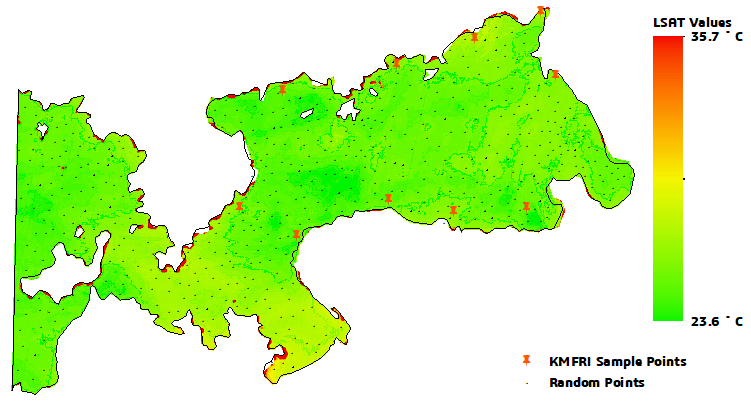 LSAT Values
35.7 ° C
23.6 ° C
KMFRI Sample Points
Random Points